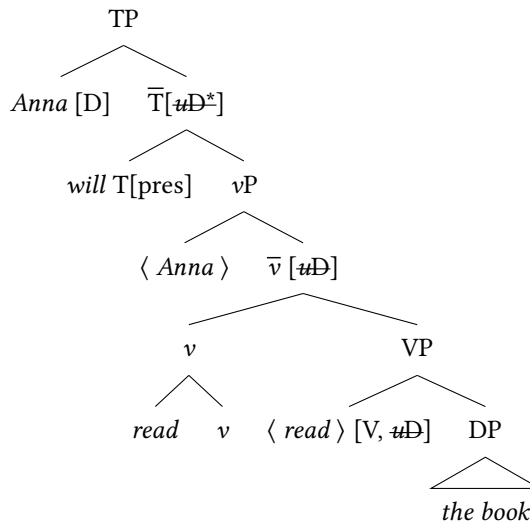 TP
Anna [D] T̅[uD*]
will T[pres] vP
⟨ Anna ⟩ v̅ [uD]
v VP
read v ⟨ read ⟩ [V, uD] DP
the book